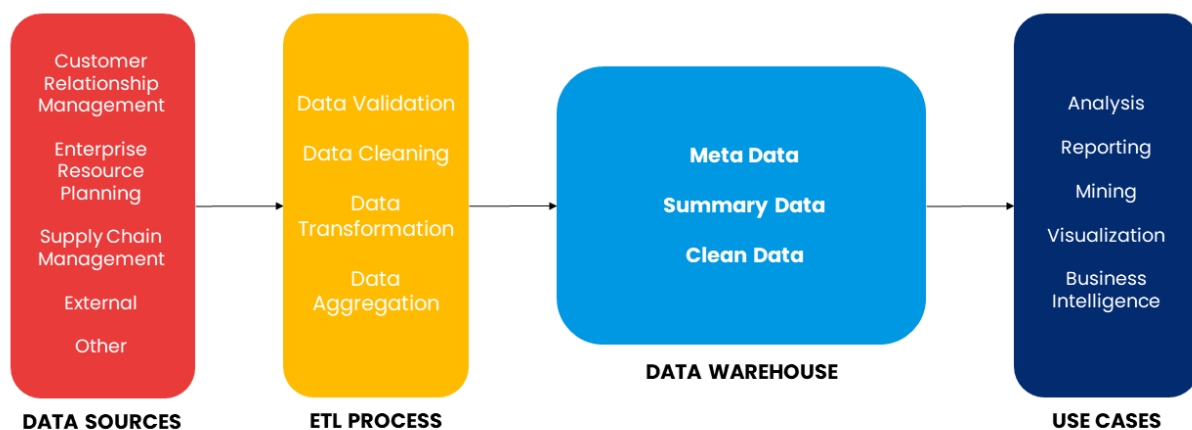 Customer
Relationship
Management
Enterprise
Resource
Planning
Supply Chain
Management
External
Other
DATA SOURCES
Data Validation
Data Cleaning
Data
Transformation
Data
Aggregation
ETL PROCESS
Meta Data
Summary Data
Clean Data
DATA WAREHOUSE
Analysis
Reporting
Mining
Visualization
Business
Intelligence
USE CASES